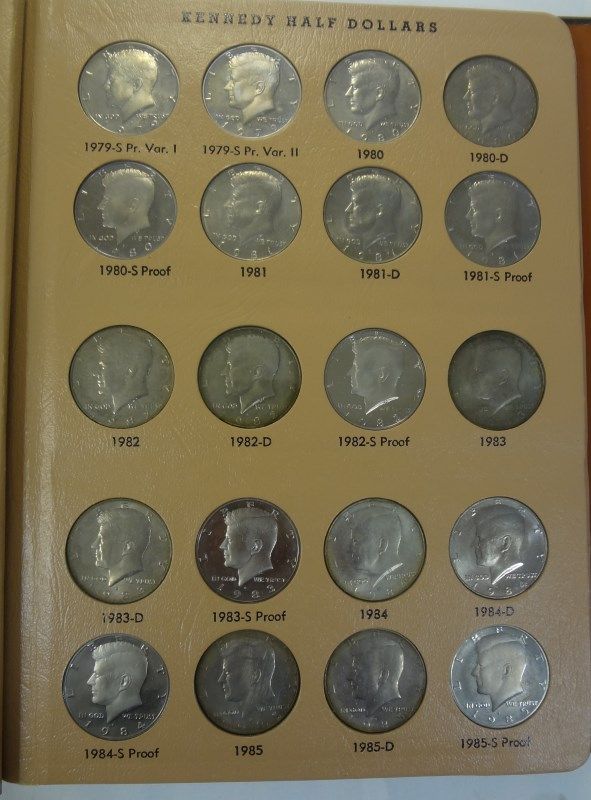 KENNEDY HALF DOLLARS
1979-S Pr. Var. I
1979-S Pr. Var. II
1980
1980-D
1980-S Proof
1981
1981-D
1981-S Proof
1982
1982-D
1982-S Proof
1983
1983-D
1983-S Proof
1984
1984-D
1984-S Proof
1985
1985-D
1985-S Proof